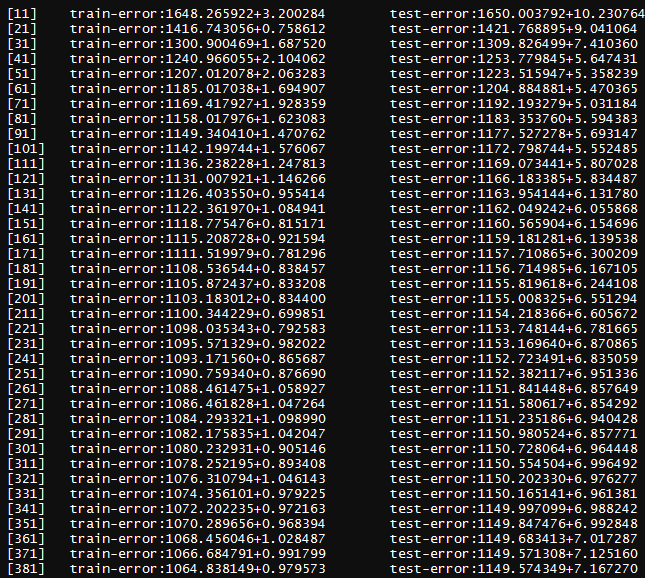 [11] train-error:1648.265922+3.200284 test-error:1650.003792+10.230764
[21] train-error:1416.743056+0.758612 test-error:1421.768895+9.041064
[31] train-error:1300.900469+1.687520 test-error:1309.826499+7.410360
[41] train-error:1240.966055+2.104062 test-error:1253.779845+5.647431
[51] train-error:1207.012078+2.063283 test-error:1223.515947+5.358239
[61] train-error:1185.017038+1.694907 test-error:1204.884881+5.470365
[71] train-error:1169.417927+1.928359 test-error:1192.193279+5.031184
[81] train-error:1158.017976+1.623083 test-error:1183.353760+5.594383
[91] train-error:1149.340410+1.470762 test-error:1177.527278+5.693147
[101] train-error:1142.199744+1.576067 test-error:1172.798744+5.552485
[111] train-error:1136.238228+1.247813 test-error:1169.073441+5.807028
[121] train-error:1131.007921+1.146266 test-error:1166.183385+5.834487
[131] train-error:1126.403550+0.955414 test-error:1163.954144+6.131780
[141] train-error:1122.361970+1.084941 test-error:1162.049242+6.055868
[151] train-error:1118.775476+0.815171 test-error:1160.565904+6.154696
[161] train-error:1115.208728+0.921594 test-error:1159.181281+6.139538
[171] train-error:1111.519979+0.781296 test-error:1157.710865+6.300209
[181] train-error:1108.536544+0.838457 test-error:1156.714985+6.167105
[191] train-error:1105.872437+0.833208 test-error:1155.819618+6.244108
[201] train-error:1103.183012+0.834400 test-error:1155.008325+6.551294
[211] train-error:1100.344229+0.699851 test-error:1154.218366+6.605672
[221] train-error:1098.035343+0.792583 test-error:1153.748144+6.781665
[231] train-error:1095.571329+0.982022 test-error:1153.169640+6.870865
[241] train-error:1093.171560+0.865687 test-error:1152.723491+6.835059
[251] train-error:1090.759340+0.876690 test-error:1152.382117+6.951336
[261] train-error:1088.461475+1.058927 test-error:1151.841448+6.857649
[271] train-error:1086.461828+1.047264 test-error:1151.580617+6.854292
[281] train-error:1084.293321+1.098990 test-error:1151.235186+6.940428
[291] train-error:1082.175835+1.042047 test-error:1150.980524+6.857771
[301] train-error:1080.232931+0.905146 test-error:1150.728064+6.964448
[311] train-error:1078.252195+0.893408 test-error:1150.554504+6.996492
[321] train-error:1076.310794+1.046143 test-error:1150.202330+6.976277
[331] train-error:1074.356101+0.979225 test-error:1150.165141+6.961381
[341] train-error:1072.202235+0.972163 test-error:1149.997099+6.988242
[351] train-error:1070.289656+0.968394 test-error:1149.847476+6.992848
[361] train-error:1068.456046+1.028487 test-error:1149.683413+7.017287
[371] train-error:1066.684791+0.991799 test-error:1149.571308+7.125160
[381] train-error:1064.838149+0.979573 test-error:1149.574349+7.167270